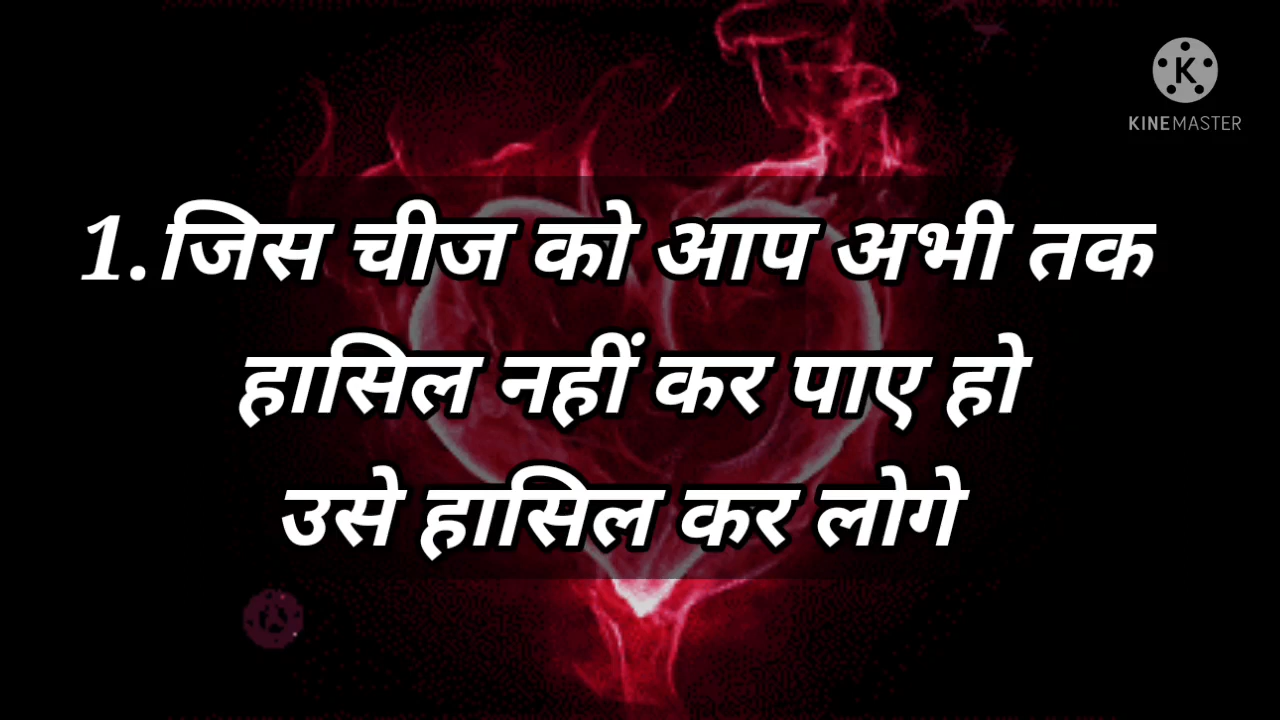 KINEMASTER
1.जिस चीज को आप अभी तक
हासिल नहीं कर पाए हो
उसे हासिल कर लोगे